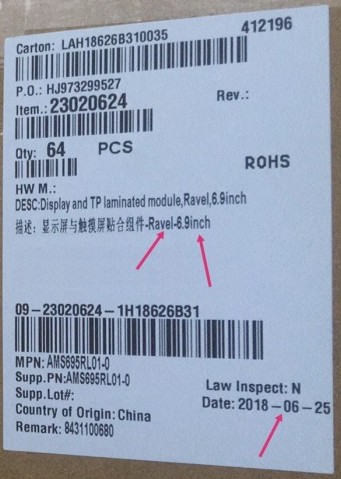 412196
Carton: LAH18626B310035
P.O.: HJ973299527
Item.: 23020624 Rev.:
Qty: 64 PCS
ROHS
HW M.:
DESC:Display and TP laminated module,Ravel,6.9inch
描述: 显示屏与触摸屏贴合组件-Ravel-6.9inch
09-23020624-1H18626B31
MPN: AMS695RL01-0
Supp.PN:AMS695RL01-0
Law Inspect: N
Supp.Lot#:
Date: 2018-06-25
Country of Origin: China
Remark: 8431100680